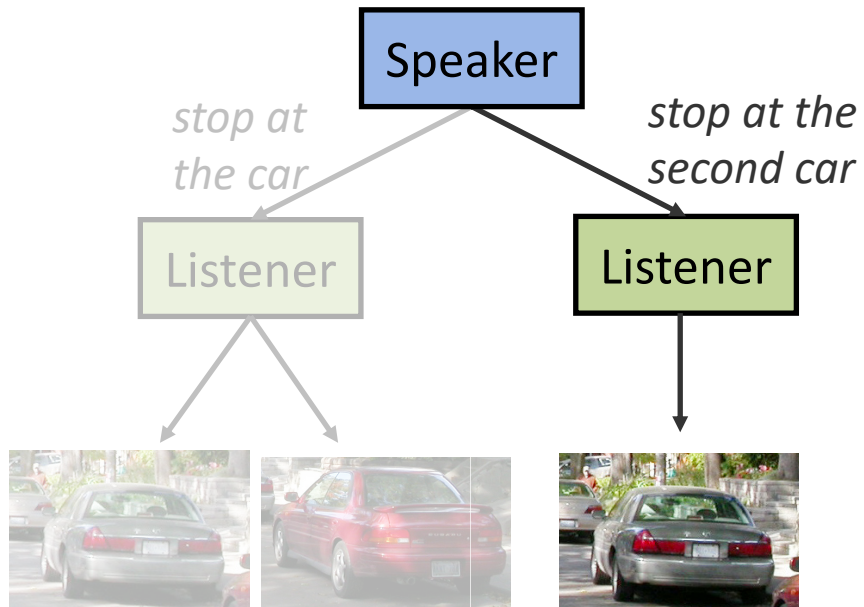 Speaker
stop at
the car
stop at the
second car
Listener
Listener